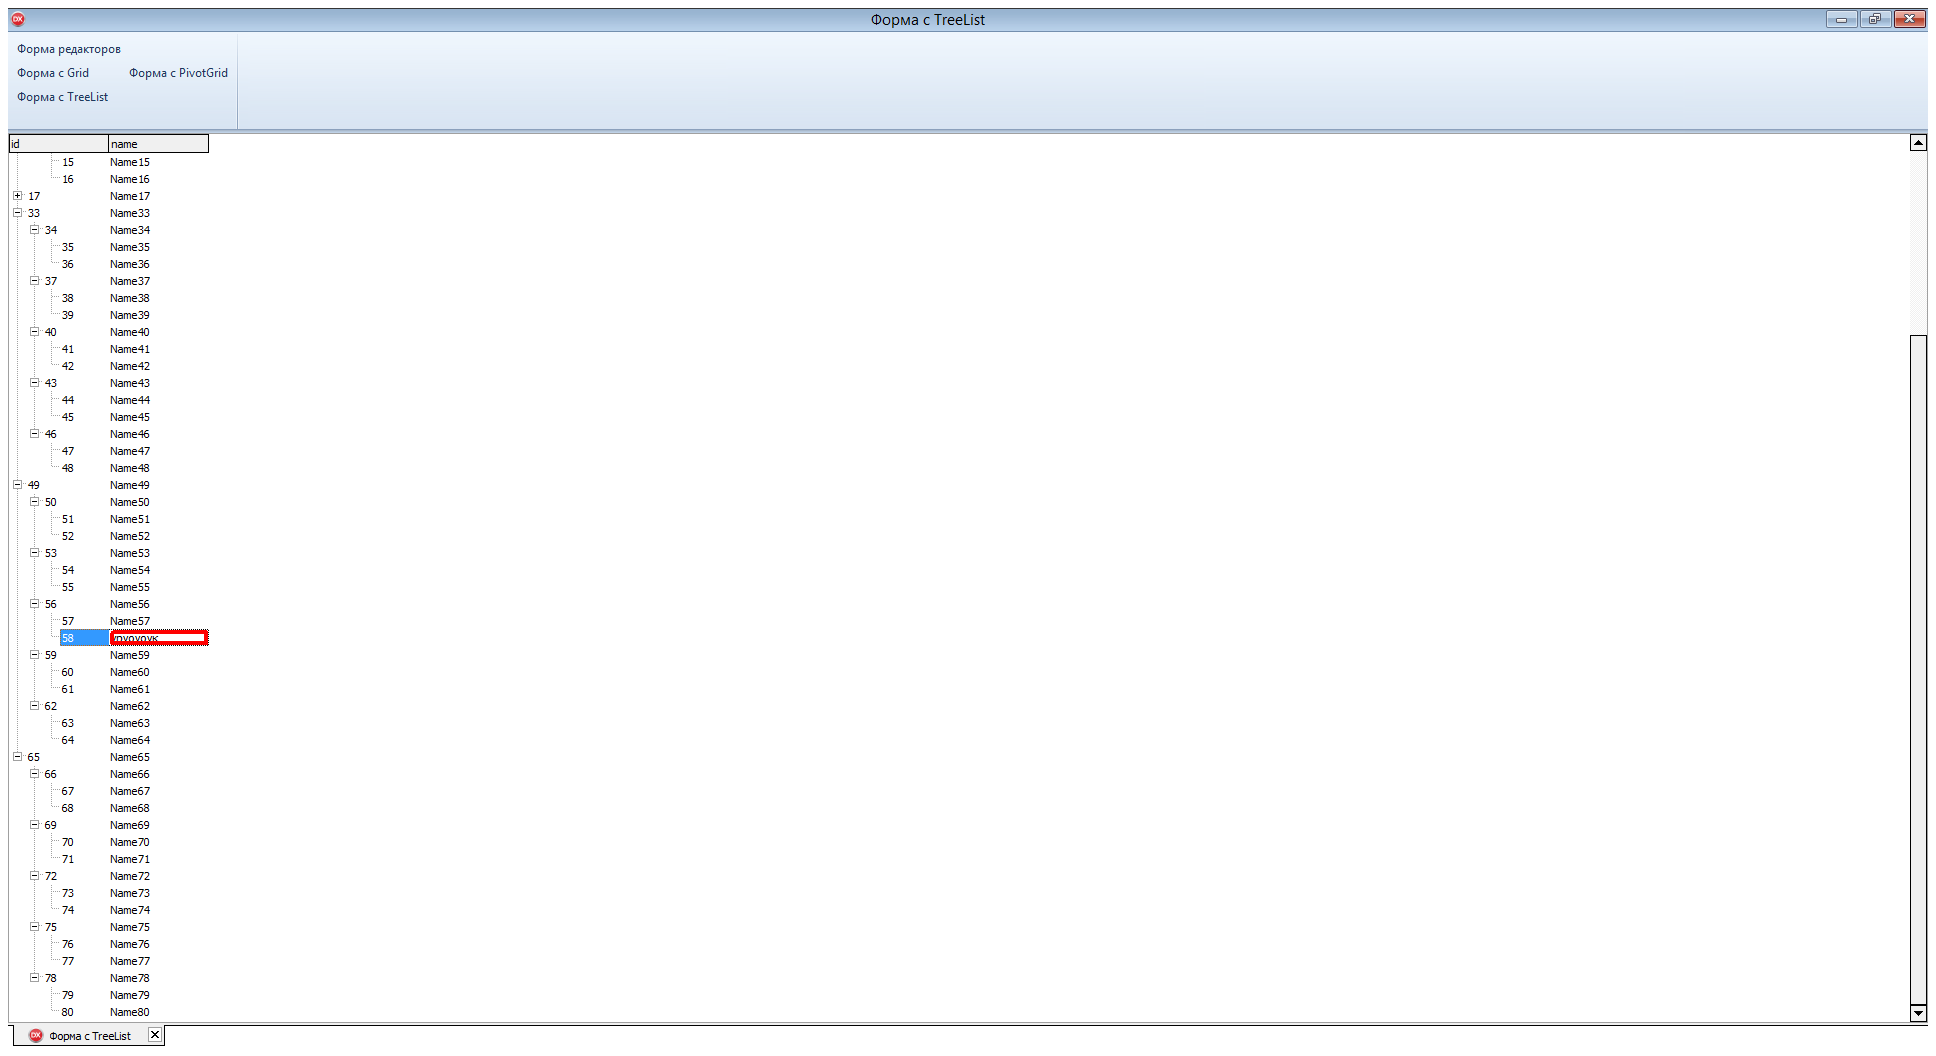 Форма с TreeList
Форма редакторов
Форма с Grid Форма с PivotGrid
Форма с TreeList
id name
15 Name15
16 Name16
17 Name17
33 Name33
34 Name34
35 Name35
36 Name36
37 Name37
38 Name38
39 Name39
40 Name40
41 Name41
42 Name42
43 Name43
44 Name44
45 Name45
46 Name46
47 Name47
48 Name48
49 Name49
50 Name50
51 Name51
52 Name52
53 Name53
54 Name54
55 Name55
56 Name56
57 Name57
58
59 Name59
60 Name60
61 Name61
62 Name62
63 Name63
64 Name64
65 Name65
66 Name66
67 Name67
68 Name68
69 Name69
70 Name70
71 Name71
72 Name72
73 Name73
74 Name74
75 Name75
76 Name76
77 Name77
78 Name78
79 Name79
80 Name80
Форма с TreeList